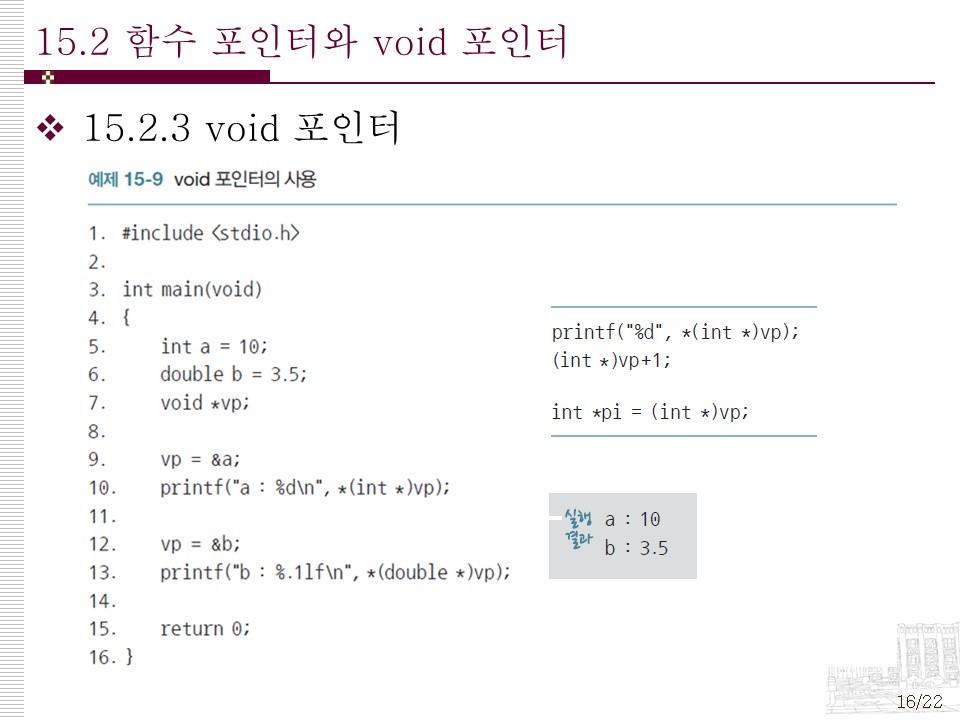 15.2 함수 포인터와 void 포인터
15.2.3 void 포인터
예제 15-9 void 포인터의 사용
1. #include <stdio.h>
2.
3. int main(void)
4. {
5. int a = 10;
6. double b = 3.5;
7. void *vp;
8.
9. vp = &a;
10. printf("a : %d\n", *(int *)vp);
11.
12. vp = &b;
13. printf("b : %.1lf\n", *(double *)vp);
14.
15. return 0;
16. }
printf("%d", *(int *)vp);
(int *)vp+1;
int *pi = (int *)vp;
실행
결과
a : 10
b : 3.5
16/22